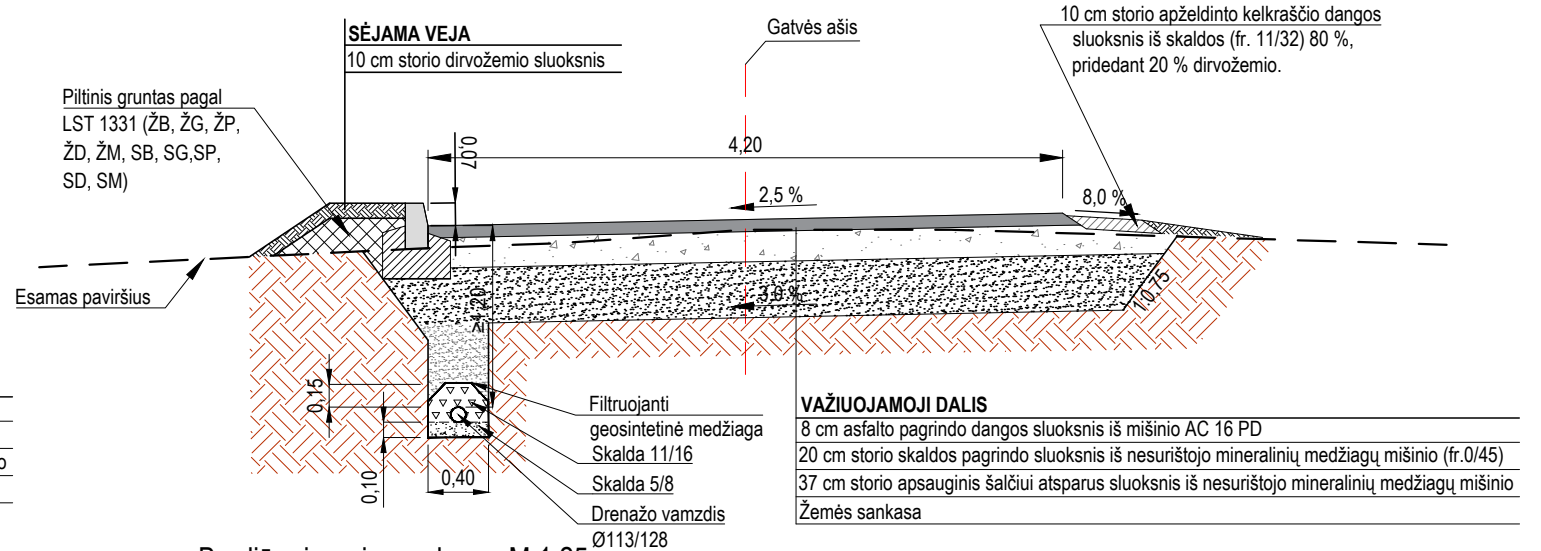 SĖJAMA VEJA
10 cm storio dirvožemio sluoksnis
Gatvės ašis
10 cm storio apželdinto kelkraščio dangos
sluoksnis iš skaldos (fr. 11/32) 80 %,
pridedant 20 % dirvožemio.
Piltinis gruntas pagal
LST 1331 (ŽB, ŽG, ŽP,
ŽD, ŽM, SB, SG,SP,
SD, SM)
0,07
4,20
2,5 %
8,0 %
Esamas paviršius
≥1,20
3,0 %
1:0.75
0,15
0,10
0,40
Filtruojanti
geosintetinė medžiaga
Skalda 11/16
Skalda 5/8
Drenažo vamzdis
Ø113/128
VAŽIUOJAMOJI DALIS
8 cm asfalto pagrindo dangos sluoksnis iš mišinio AC 16 PD
20 cm storio skaldos pagrindo sluoksnis iš nesurištojo mineralinių medžiagų mišinio (fr.0/45)
37 cm storio apsauginis šalčiui atsparus sluoksnis iš nesurištojo mineralinių medžiagų mišinio
Žemės sankasa